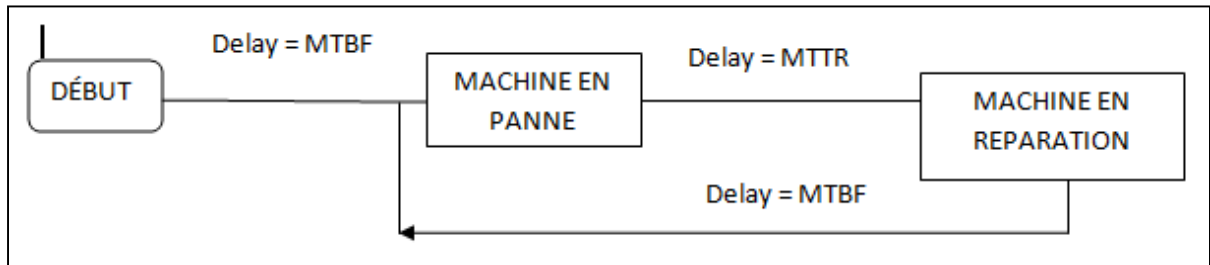 Delay = MTBF
DÉBUT
MACHINE EN
PANNE
Delay = MTTR
MACHINE EN
REPARATION
Delay = MTBF